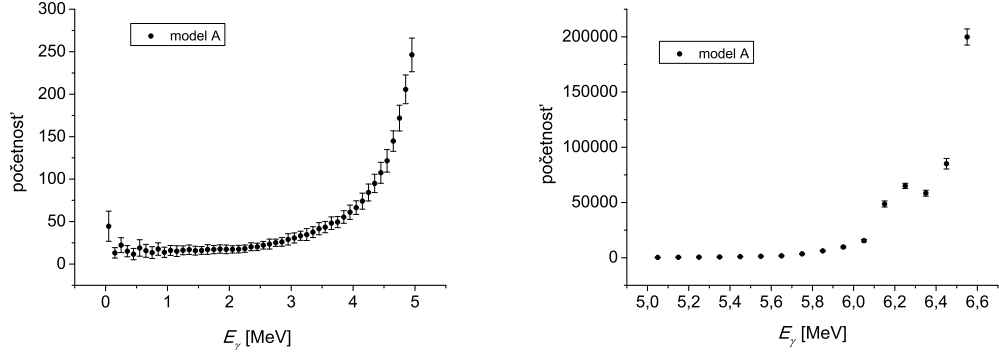 300
250
200
150
100
50
0
model A
početnosť
0 1 2 3 4 5
Eγ [MeV]
200000
150000
100000
50000
0
model A
početnosť
5,0 5,2 5,4 5,6 5,8 6,0 6,2 6,4 6,6
Eγ [MeV]